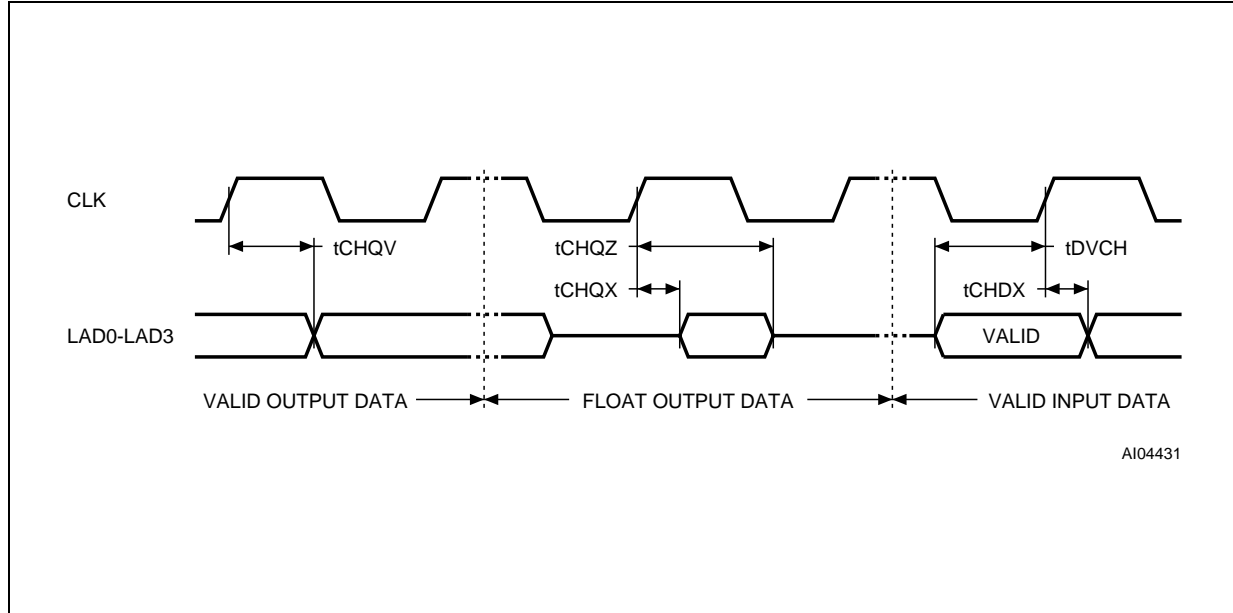 CLK
tCHQV
tCHQZ
tDVCH
tCHQX
tCHDX
LAD0-LAD3
VALID
VALID OUTPUT DATA
FLOAT OUTPUT DATA
VALID INPUT DATA
AI04431